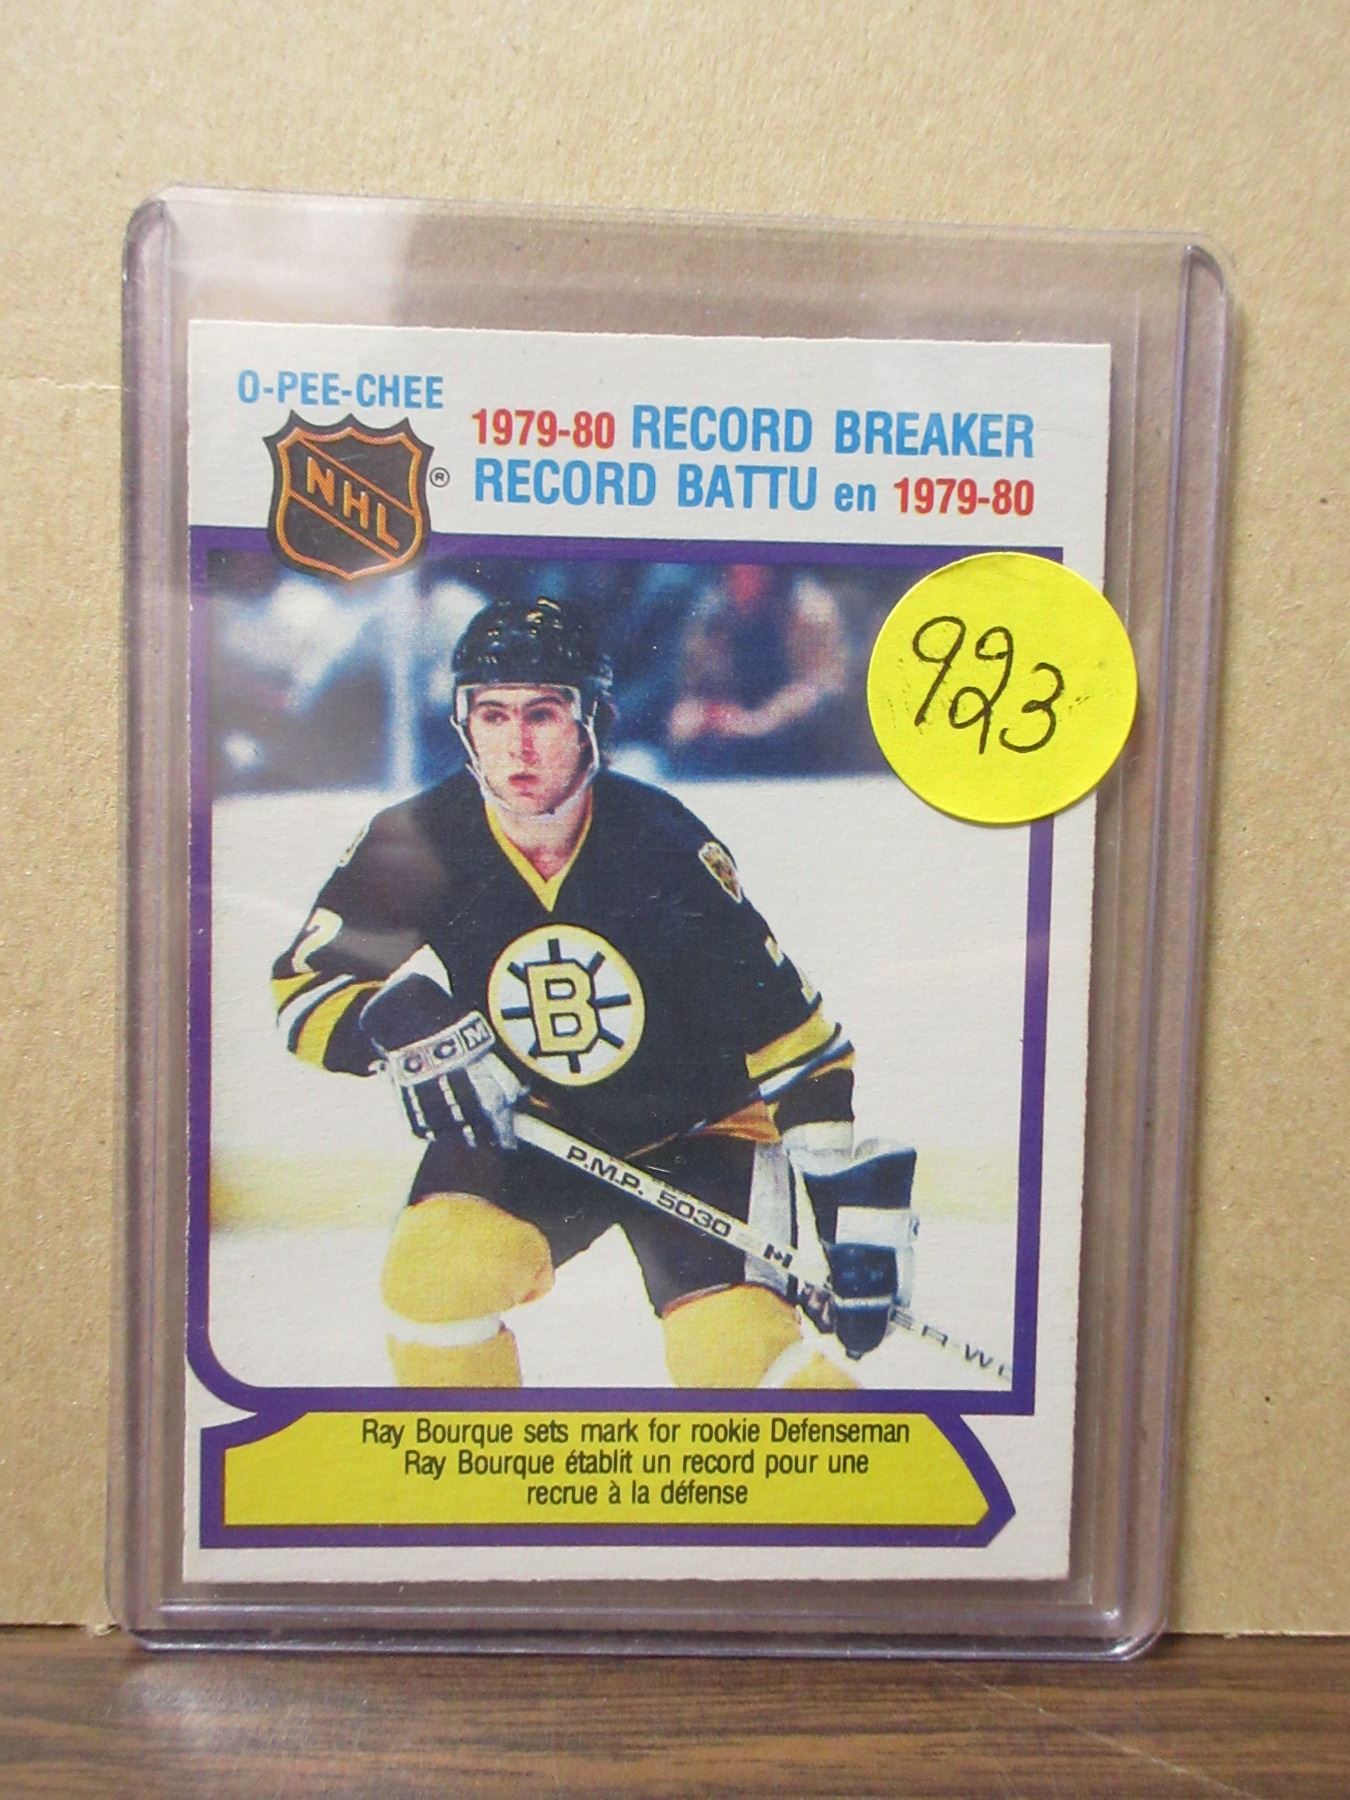 O-PEE-CHEE
NHL
®
1979-80 RECORD BREAKER
RECORD BATTU en 1979-80
923
7
B
CCM
P.M.P. 5030
Ray Bourque sets mark for rookie Defenseman
Ray Bourque établit un record pour une
recrue à la défense